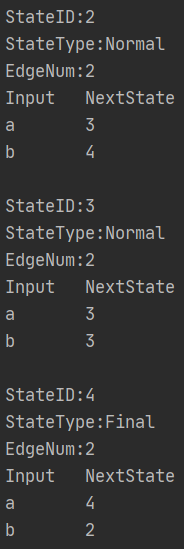 StateID:2
StateType:Normal
EdgeNum:2
Input   NextState
a       3
b       4

StateID:3
StateType:Normal
EdgeNum:2
Input   NextState
a       3
b       3

StateID:4
StateType:Final
EdgeNum:2
Input   NextState
a       4
b       2